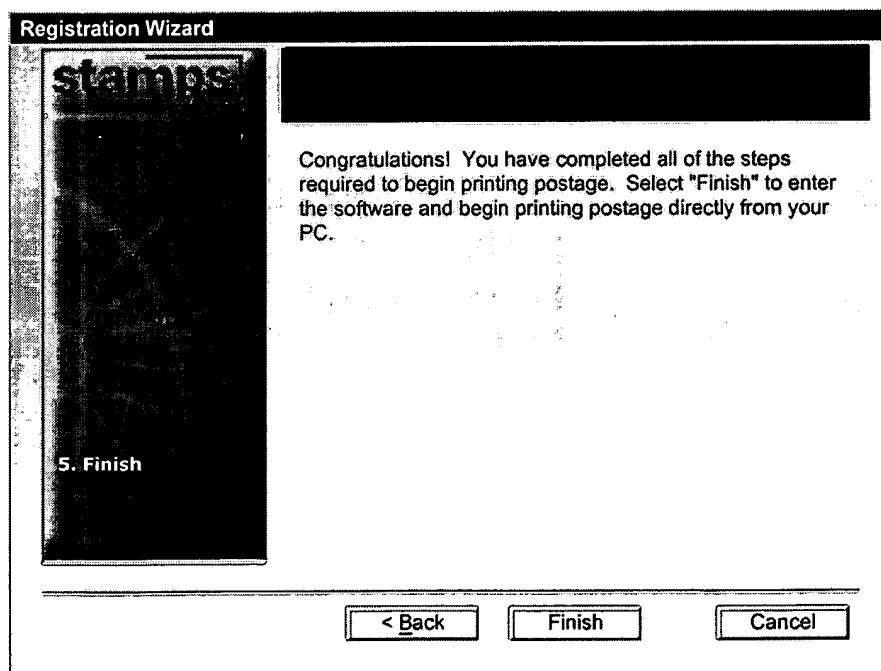 Registration Wizard
stamps
Congratulations! You have completed all of the steps
required to begin printing postage. Select "Finish" to enter
the software and begin printing postage directly from your
PC.
5. Finish
< Back
Finish
Cancel